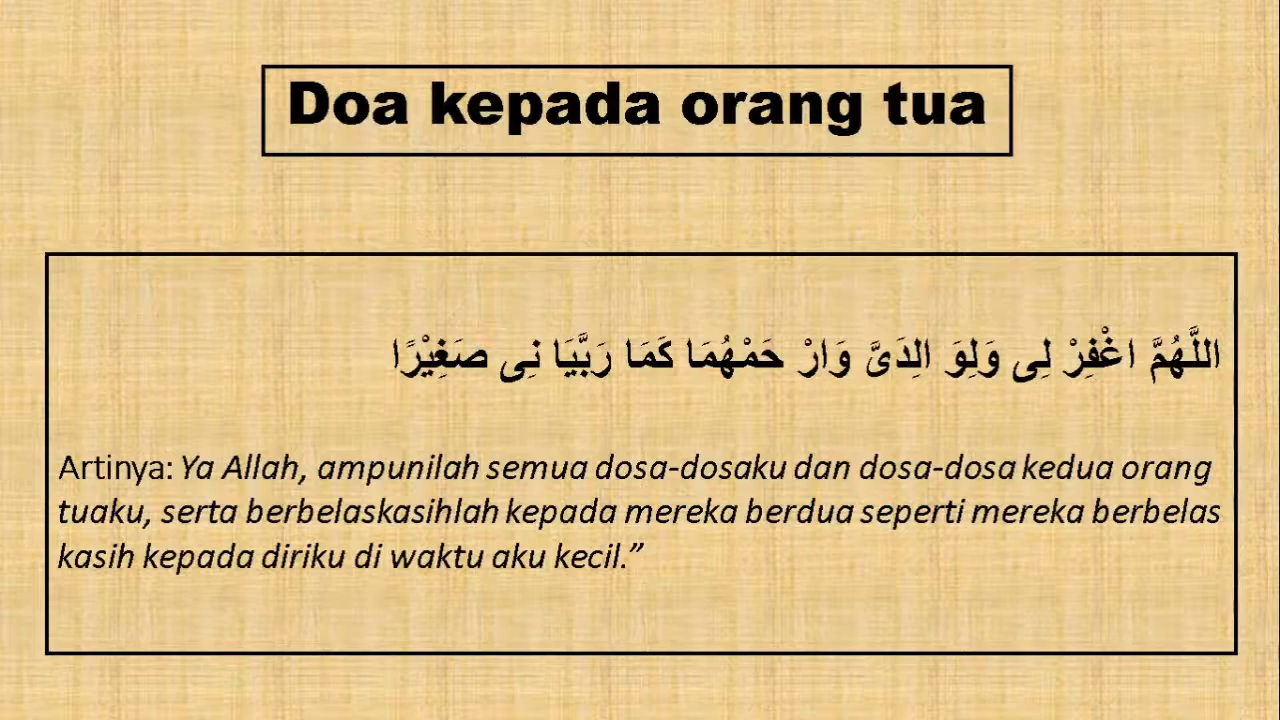 Doa kepada orang tua
اللَّهُمَّ اغْفِرْ لِى وَلِوَ الِدَىَّ وَارْ حَمْهُمَا كَمَا رَبَّيَا نِى صَغِيْرًا
Artinya: Ya Allah, ampunilah semua dosa-dosaku dan dosa-dosa kedua orang
tuaku, serta berbelaskasihlah kepada mereka berdua seperti mereka berbelas
kasih kepada diriku di waktu aku kecil.”